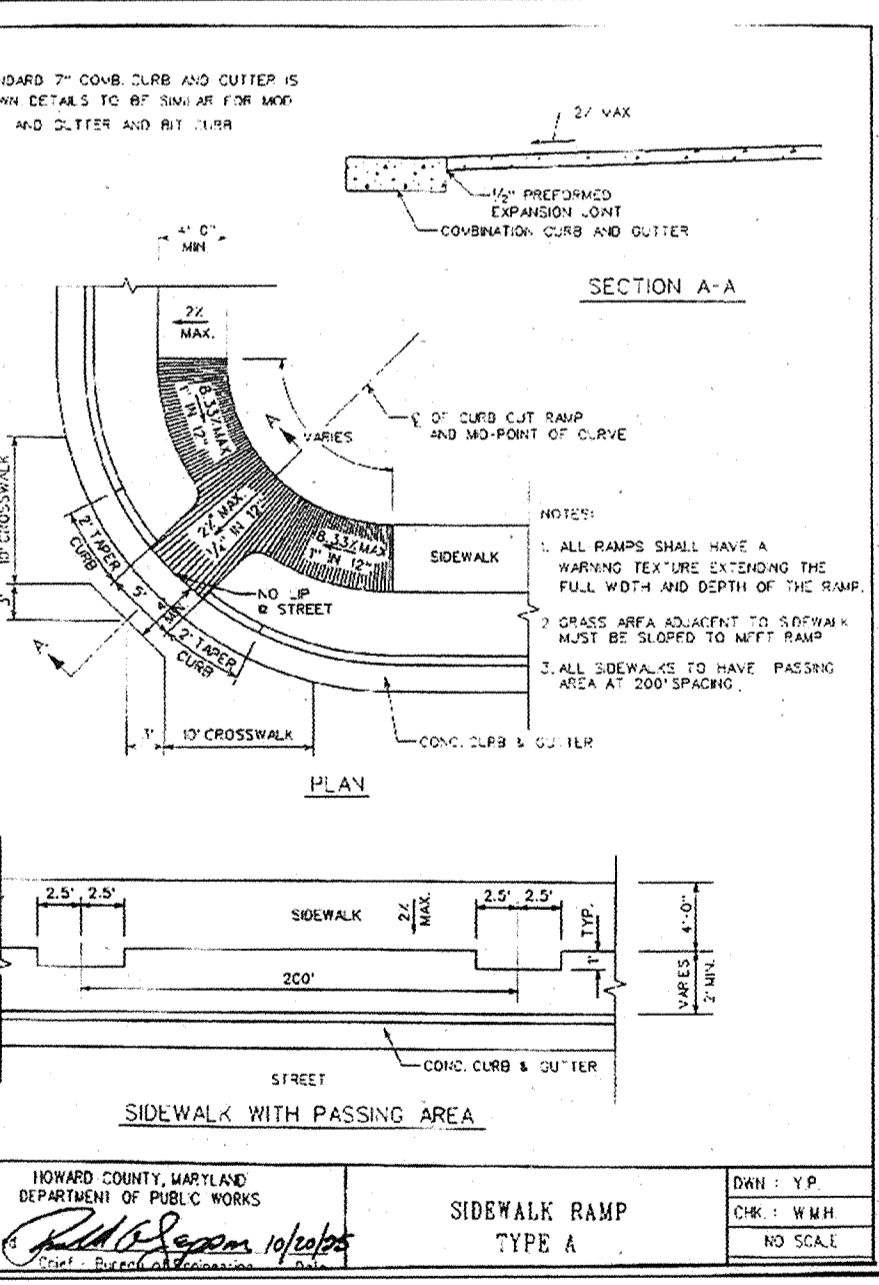 7" COMB. CURB AND GUTTER IS
DETAILS TO BE SIMILAR FOR MOD
AND GUTTER AND BIT CURB
2% MAX
1/2" PREFORMED
EXPANSION JOINT
COMBINATION CURB AND GUTTER
SECTION A-A
4'-0"
MIN
2%
MAX.
8.33% MAX
1" IN 12"
A
VARIES
℄ OF CURB CUT RAMP
AND MID-POINT OF CURVE
10' CROSSWALK
3'
2' TAPER
CURB
5'
4'
MIN
2% MAX.
1/4" IN 12"
8.33% MAX
1" IN 12"
SIDEWALK
NO LIP
@ STREET
2' TAPER
CURB
A
3'
10' CROSSWALK
CONC. CURB & GUTTER
PLAN
NOTES:
1. ALL RAMPS SHALL HAVE A
WARNING TEXTURE EXTENDING THE
FULL WIDTH AND DEPTH OF THE RAMP.
2 GRASS AREA ADJACENT TO SIDEWALK
MUST BE SLOPED TO MEET RAMP
3. ALL SIDEWALKS TO HAVE PASSING
AREA AT 200' SPACING.
2.5' 2.5'
SIDEWALK
2%
MAX.
2.5' 2.5'
TYP.
1'
4'-0"
VARIES
2' MIN.
200'
CONC. CURB & GUTTER
STREET
SIDEWALK WITH PASSING AREA
HOWARD COUNTY, MARYLAND
DEPARTMENT OF PUBLIC WORKS
10/20/95
Chief - Bureau of Engineering Date
SIDEWALK RAMP
TYPE A
DWN : Y.P.
CHK. : W.M.H.
NO SCALE